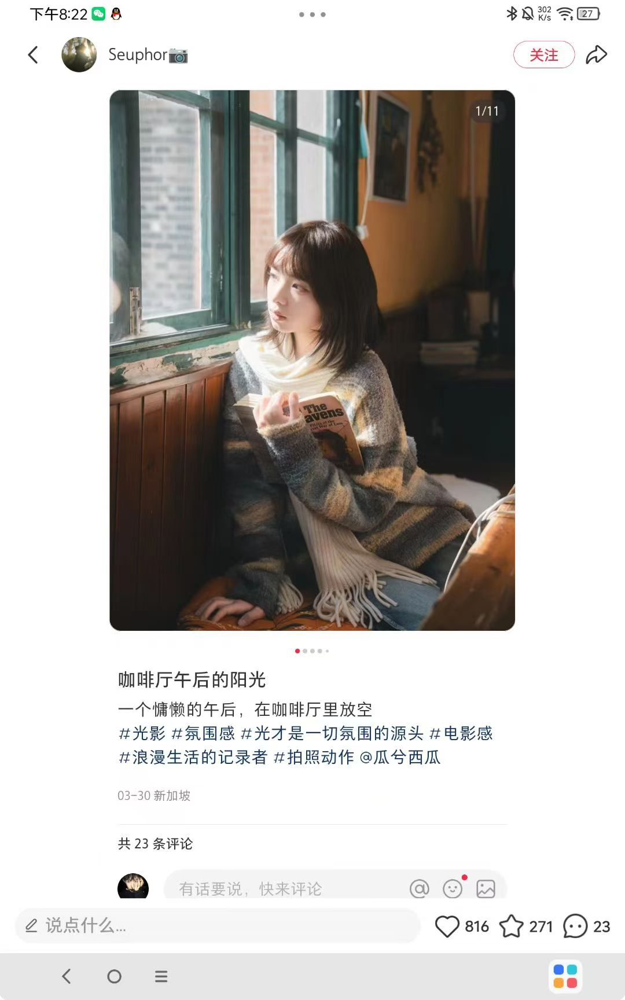 下午8:22
302
K/s
27
Seuphor📷
关注
1/11
The
avens
咖啡厅午后的阳光
一个慵懒的午后，在咖啡厅里放空
#光影 #氛围感 #光才是一切氛围的源头 #电影感
#浪漫生活的记录者 #拍照动作 @瓜兮西瓜
03-30 新加坡
共 23 条评论
有话要说，快来评论
说点什么...
816
271
23